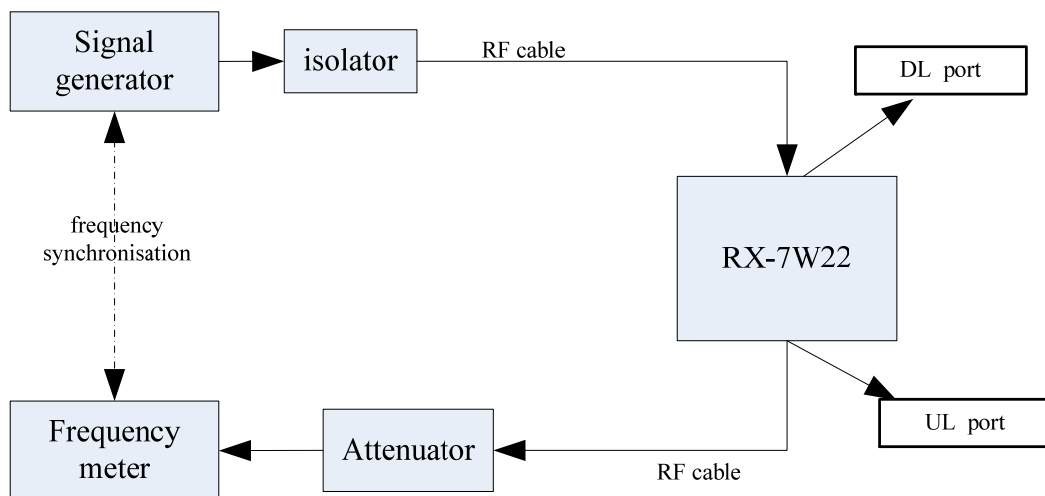 Signal
generator
isolator
RF cable
DL port
frequency
synchronisation
RX-7W22
Frequency
meter
Attenuator
RF cable
UL port